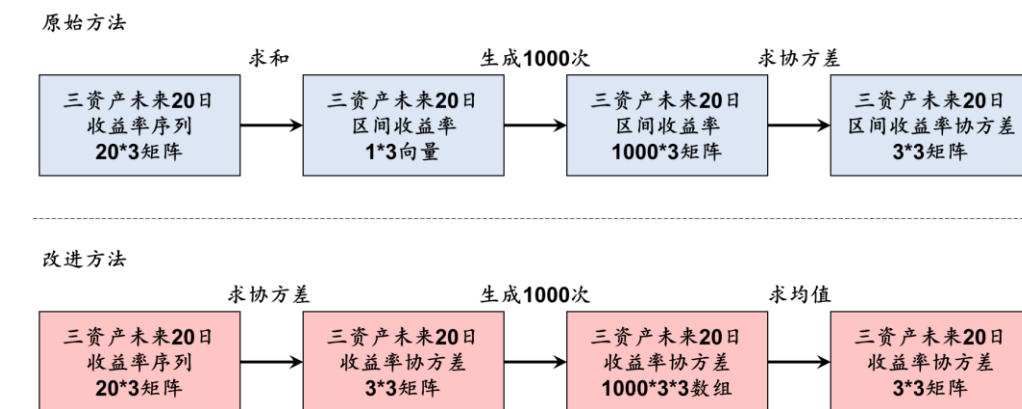 原始方法
求和
生成1000次
求协方差
三资产未来20日
收益率序列
20*3矩阵
三资产未来20日
区间收益率
1*3向量
三资产未来20日
区间收益率
1000*3矩阵
三资产未来20日
区间收益率协方差
3*3矩阵
改进方法
求协方差
生成1000次
求均值
三资产未来20日
收益率序列
20*3矩阵
三资产未来20日
收益率协方差
3*3矩阵
三资产未来20日
收益率协方差
1000*3*3数组
三资产未来20日
收益率协方差
3*3矩阵